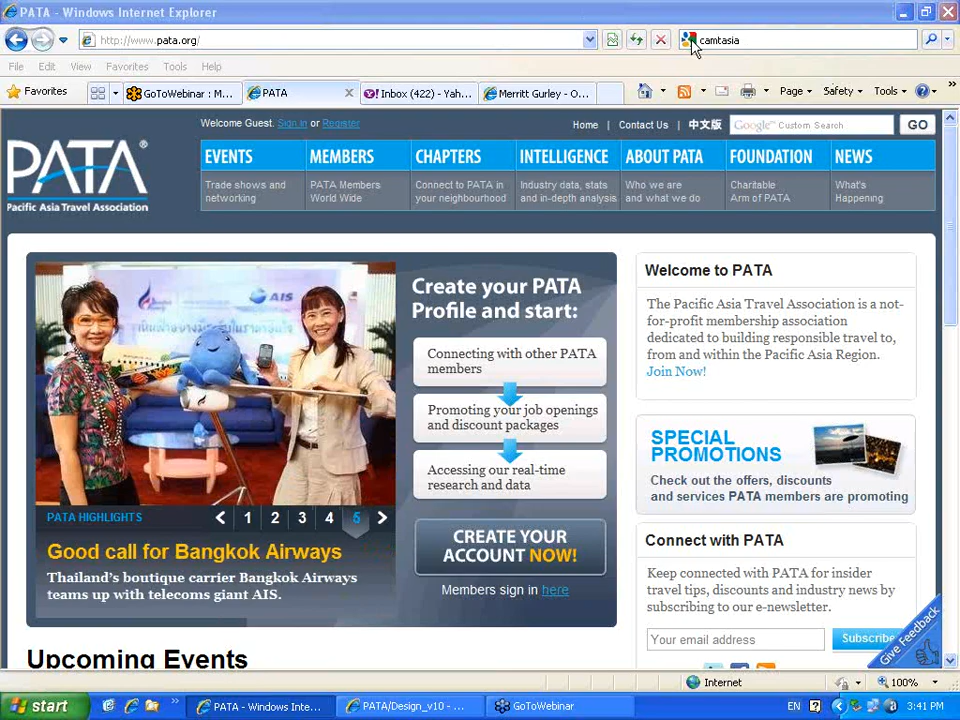 PATA - Windows Internet Explorer
http://www.pata.org/
camtasia
File Edit View Favorites Tools Help
Favorites
GoToWebinar : M...
PATA
Inbox (422) - Yah...
Merritt Gurley - O...
Page
Safety
Tools
Welcome Guest. Sign in or Register
Home | Contact Us | 中文版
Google™ Custom Search
GO
PATA®
Pacific Asia Travel Association
EVENTS
Trade shows and
networking
MEMBERS
PATA Members
World Wide
CHAPTERS
Connect to PATA in
your neighbourhood
INTELLIGENCE
Industry data, stats
and in-depth analysis
ABOUT PATA
Who we are
and what we do
FOUNDATION
Charitable
Arm of PATA
NEWS
What's
Happening
AIS
PATA HIGHLIGHTS
1 2 3 4 5
Good call for Bangkok Airways
Thailand's boutique carrier Bangkok Airways
teams up with telecoms giant AIS.
Create your PATA
Profile and start:
Connecting with other PATA
members
Promoting your job openings
and discount packages
Accessing our real-time
research and data
CREATE YOUR
ACCOUNT NOW!
Members sign in here
Welcome to PATA
The Pacific Asia Travel Association is a not-
for-profit membership association
dedicated to building responsible travel to,
from and within the Pacific Asia Region.
Join Now!
SPECIAL
PROMOTIONS
Check out the offers, discounts
and services PATA members are promoting
Connect with PATA
Keep connected with PATA for insider
travel tips, discounts and industry news by
subscribing to our e-newsletter.
Your email address
Subscribe
Give Feedback
Upcoming Events
Internet
100%
start
PATA - Windows Inte...
PATA/Design_v10 - ...
GoToWebinar
EN
3:41 PM